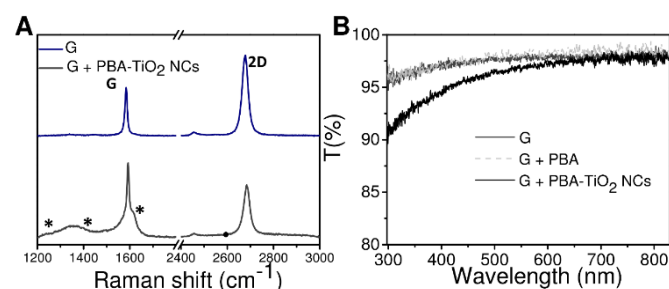 A
G
G + PBA-TiO2 NCs
G
2D
* * *
1200 1400 1600 2400 2600 2800 3000
Raman shift (cm-1)
B
100
95
90
85
80
T(%)
G
G + PBA
G + PBA-TiO2 NCs
300 400 500 600 700 800
Wavelength (nm)